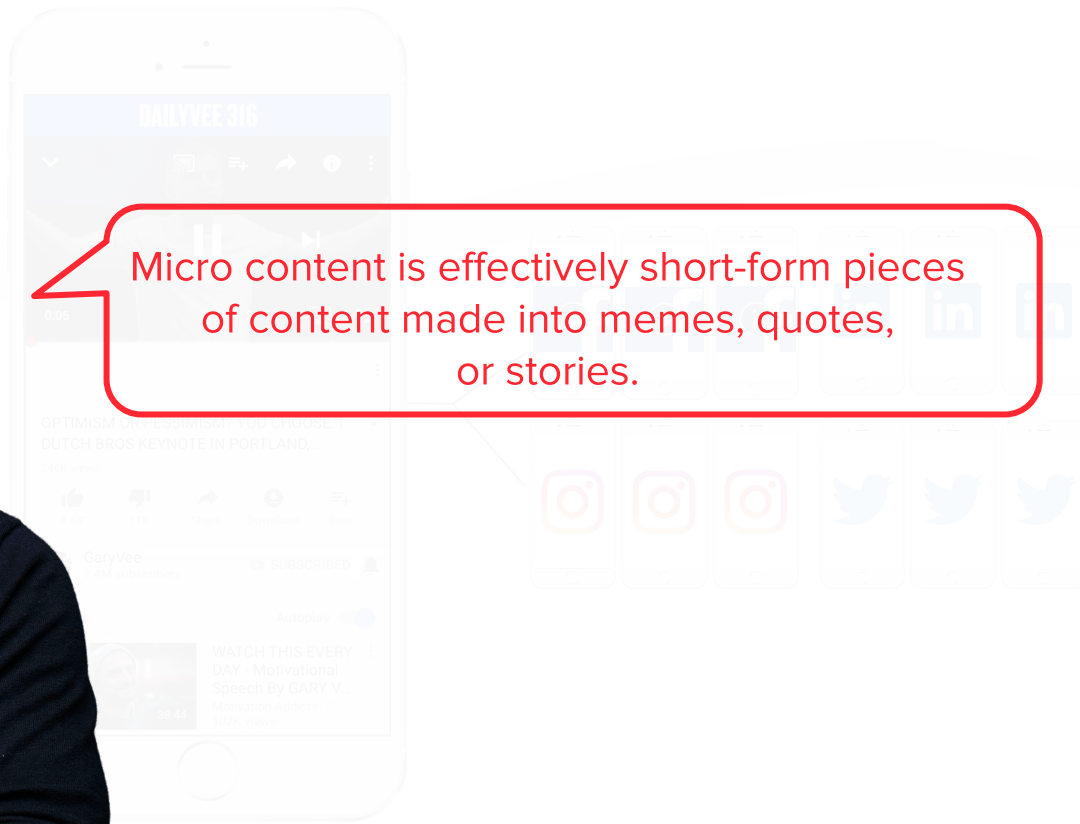 DAILYVEE 316
Micro content is effectively short-form pieces
of content made into memes, quotes,
or stories.
8:05
OPTIMISM OR PESSIMISM? YOU CHOOSE |
DUTCH BROS KEYNOTE IN PORTLAND,...
GaryVee
SUBSCRIBED
Autoplay
WATCH THIS EVERY
DAY - Motivational
Speech By GARY V...
38:44